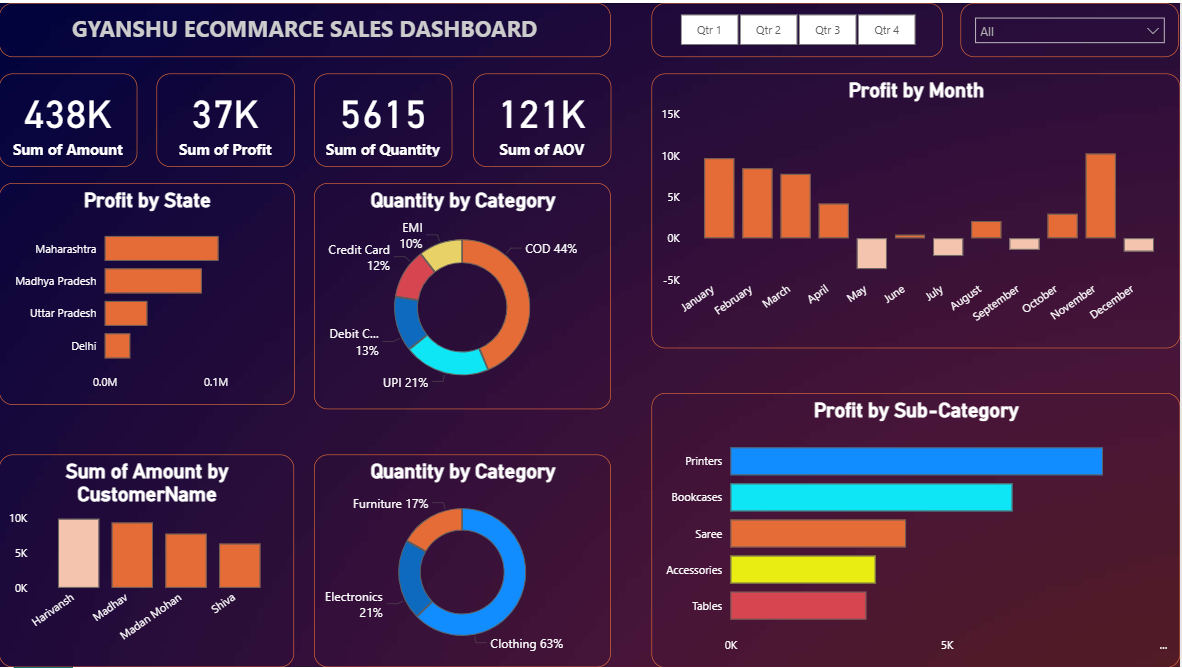 GYANSHU ECOMMARCE SALES DASHBOARD
Qtr 1
Qtr 2
Qtr 3
Qtr 4
All
438K
Sum of Amount
37K
Sum of Profit
5615
Sum of Quantity
121K
Sum of AOV
Profit by State
Maharashtra
Madhya Pradesh
Uttar Pradesh
Delhi
0.0M
0.1M
Quantity by Category
EMI
10%
Credit Card
12%
Debit C...
13%
UPI 21%
COD 44%
Profit by Month
15K
10K
5K
0K
-5K
January
February
March
April
May
June
July
August
September
October
November
December
Sum of Amount by
CustomerName
10K
5K
0K
Harivansh
Madhav
Madan Mohan
Shiva
Quantity by Category
Furniture 17%
Electronics
21%
Clothing 63%
Profit by Sub-Category
Printers
Bookcases
Saree
Accessories
Tables
0K
5K
...